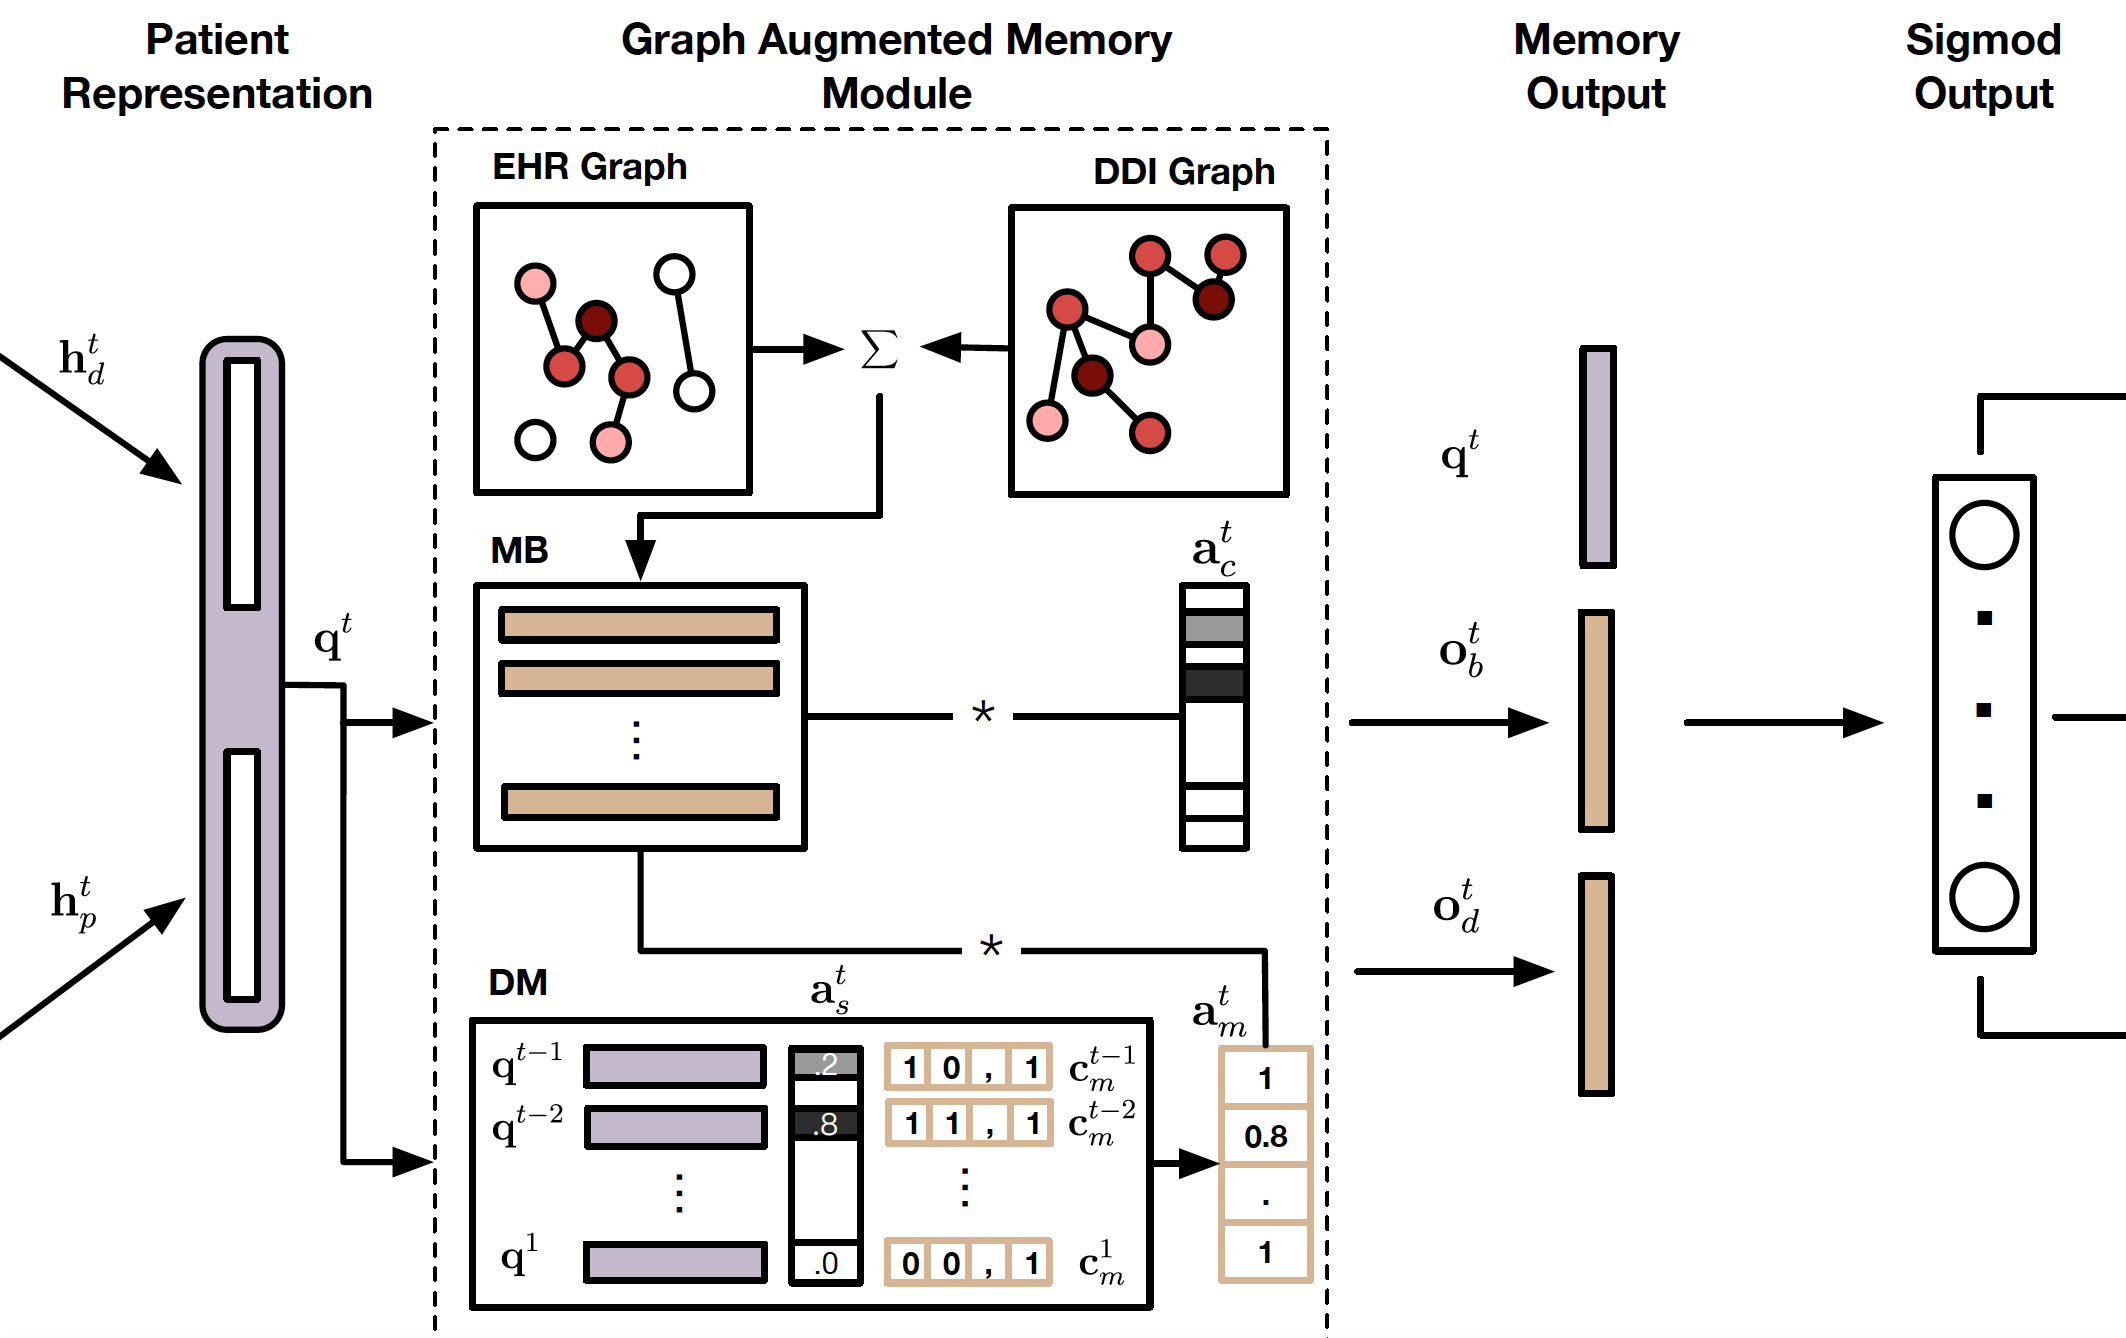 Patient
Representation
Graph Augmented Memory
Module
Memory
Output
Sigmod
Output
EHR Graph
DDI Graph
h_d^t
∑
q^t
MB
a_c^t
q^t
o_b^t
*
h_p^t
o_d^t
*
DM
a_s^t
a_m^t
q^{t-1}
.2
1 0 , 1
c_m^{t-1}
1
q^{t-2}
.8
1 1 , 1
c_m^{t-2}
0.8
.
q^1
.0
0 0 , 1
c_m^1
1